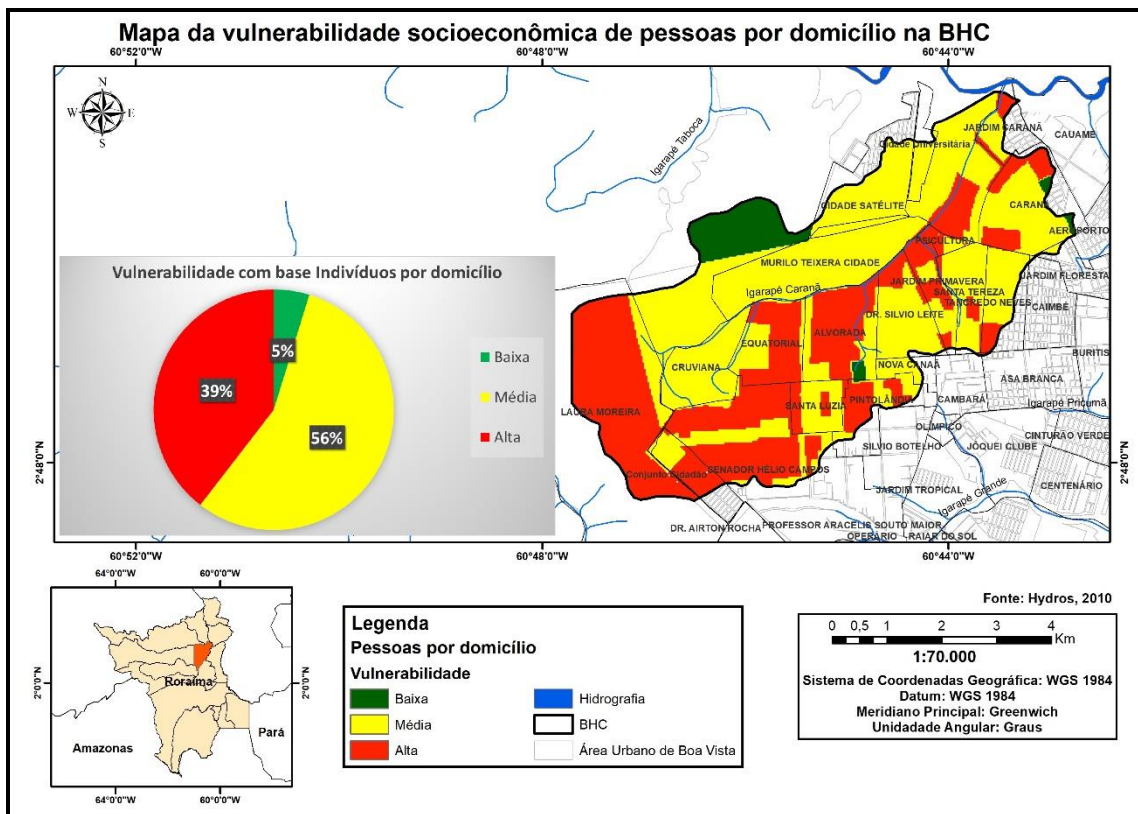 Mapa da vulnerabilidade socioeconômica de pessoas por domicílio na BHC
60°52'0"W
60°48'0"W
60°44'0"W
N
W
E
S
Igarapé Taboca
JARDIM CARANÃ
CAUAME
Cidade Universitária
CIDADE SATÉLITE
CARANÃ
AEROPORTO
PSICULTURA
MURILO TEIXERA CIDADE
JARDIM FLORESTA
Igarapé Caranã
JARDIM PRIMAVERA
SANTA TEREZA
TANCREDO NEVES
CAIMBÉ
DR. SILVIO LEITE
ALVORADA
EQUATORIAL
BURITIS
CRUVIANA
NOVA CANAÃ
ASA BRANCA
LAURA MOREIRA
SANTA LUZIA
PINTOLÂNDIA
CAMBARÁ
Igarapé Pricumã
OLÍMPICO
CINTURÃO VERDE
SILVIO BOTELHO
JOQUEI CLUBE
Conjunto Cidadão
SENADOR HÉLIO CAMPOS
CENTENÁRIO
JARDIM TROPICAL
Igarapé Grande
DR. AIRTON ROCHA
PROFESSOR ARACELIS SOUTO MAIOR
OPERÁRIO
RAIAR DO SOL
Vulnerabilidade com base Indivíduos por domicílio
5%
39%
56%
Baixa
Média
Alta
2°48'0"N
2°48'0"N
60°52'0"W
60°48'0"W
60°44'0"W
64°0'0"W
60°0'0"W
2°0'0"N
2°0'0"N
Roraima
Amazonas
Pará
64°0'0"W
60°0'0"W
Legenda
Pessoas por domicílio
Vulnerabilidade
Baixa
Média
Alta
Hidrografia
BHC
Área Urbano de Boa Vista
Fonte: Hydros, 2010
0 0,5 1 2 3 4
Km
1:70.000
Sistema de Coordenadas Geográfica: WGS 1984
Datum: WGS 1984
Meridiano Principal: Greenwich
Unidadade Angular: Graus